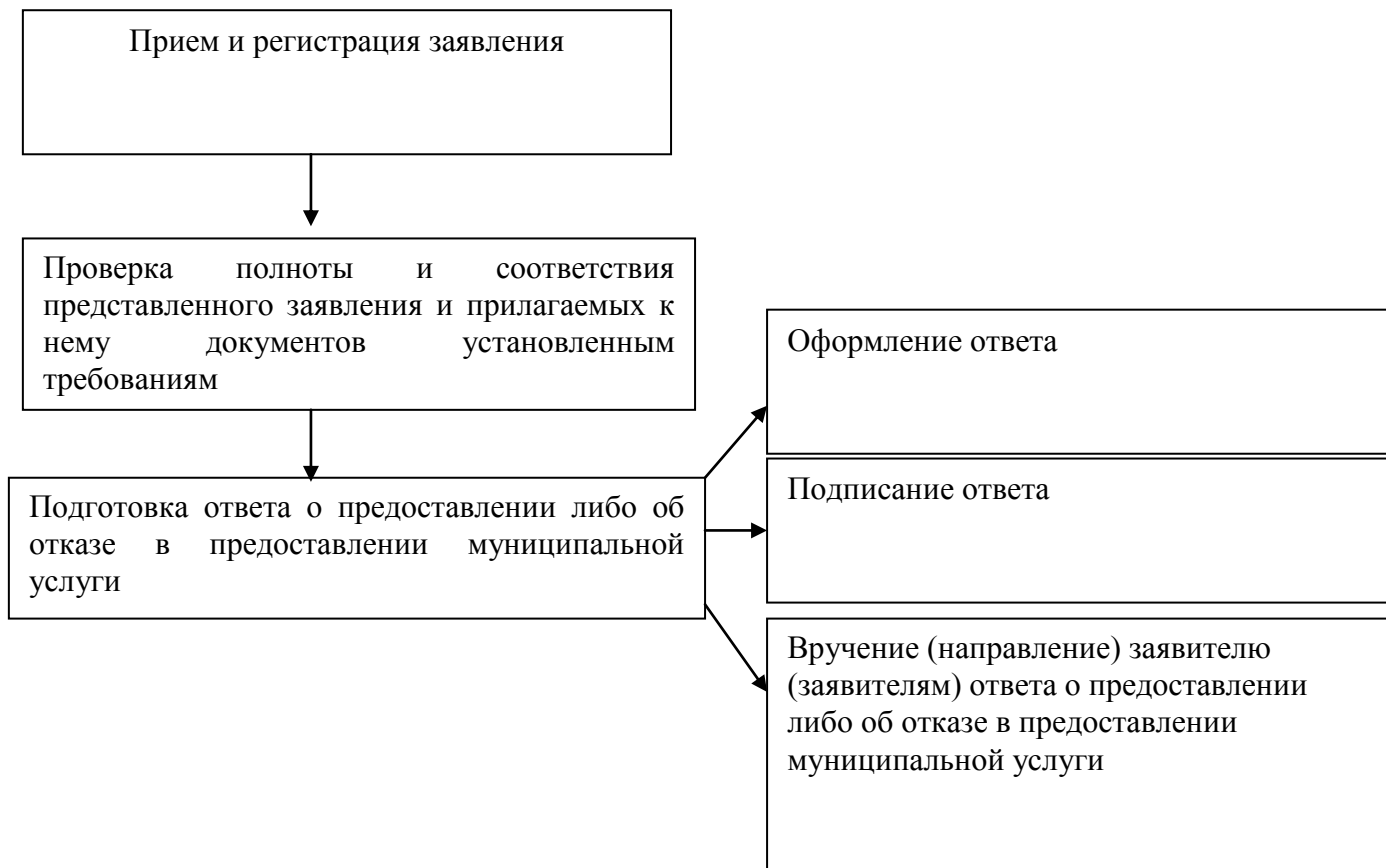 Прием и регистрация заявления
Проверка полноты и соответствия
представленного заявления и прилагаемых к
нему документов установленным
требованиям
Подготовка ответа о предоставлении либо об
отказе в предоставлении муниципальной
услуги
Оформление ответа
Подписание ответа
Вручение (направление) заявителю
(заявителям) ответа о предоставлении
либо об отказе в предоставлении
муниципальной услуги